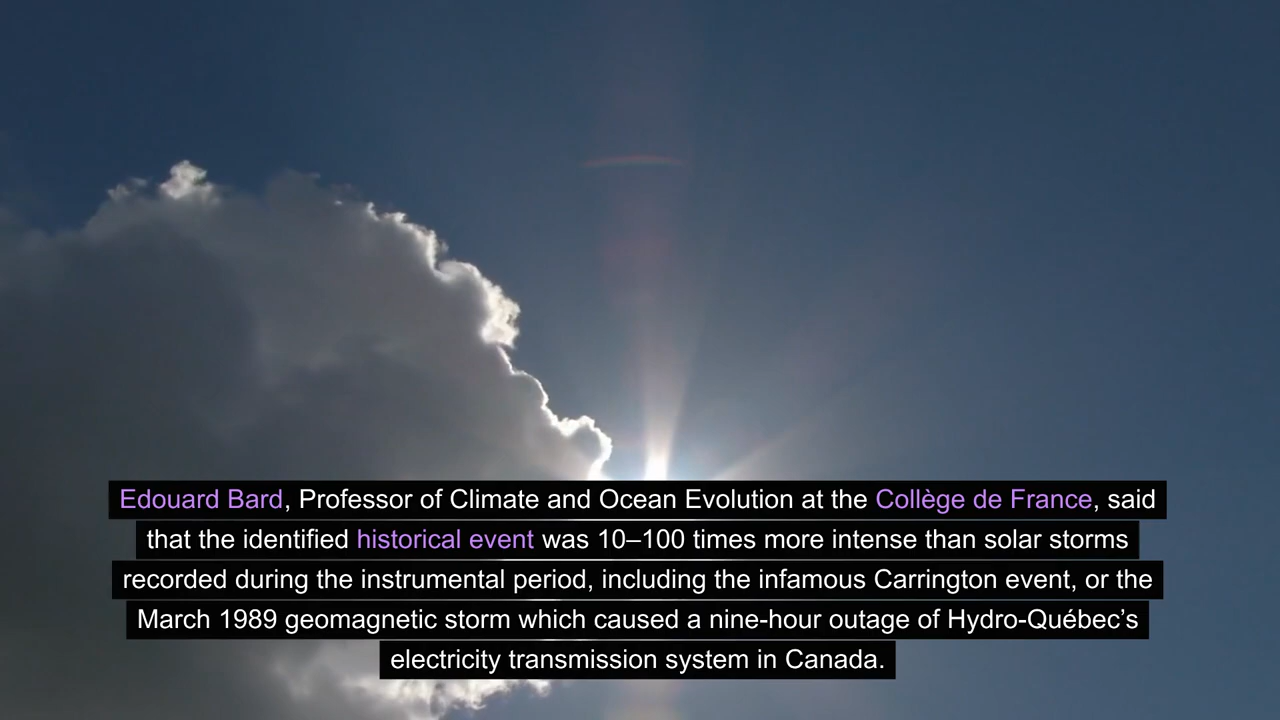 Edouard Bard, Professor of Climate and Ocean Evolution at the Collège de France, said
that the identified historical event was 10–100 times more intense than solar storms
recorded during the instrumental period, including the infamous Carrington event, or the
March 1989 geomagnetic storm which caused a nine-hour outage of Hydro-Québec’s
electricity transmission system in Canada.